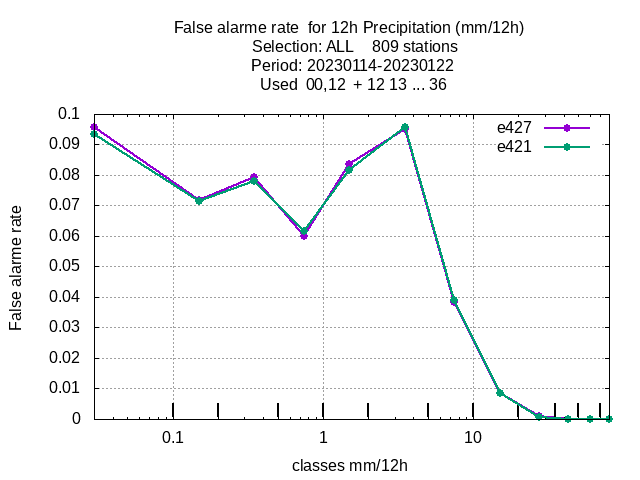 False alarme rate  for 12h Precipitation (mm/12h)
Selection: ALL    809 stations
Period: 20230114-20230122
Used  00,12  + 12 13 ... 36
e427
e421
0.1
0.09
0.08
0.07
0.06
0.05
0.04
0.03
0.02
0.01
0
False alarme rate
0.1 1 10
classes mm/12h